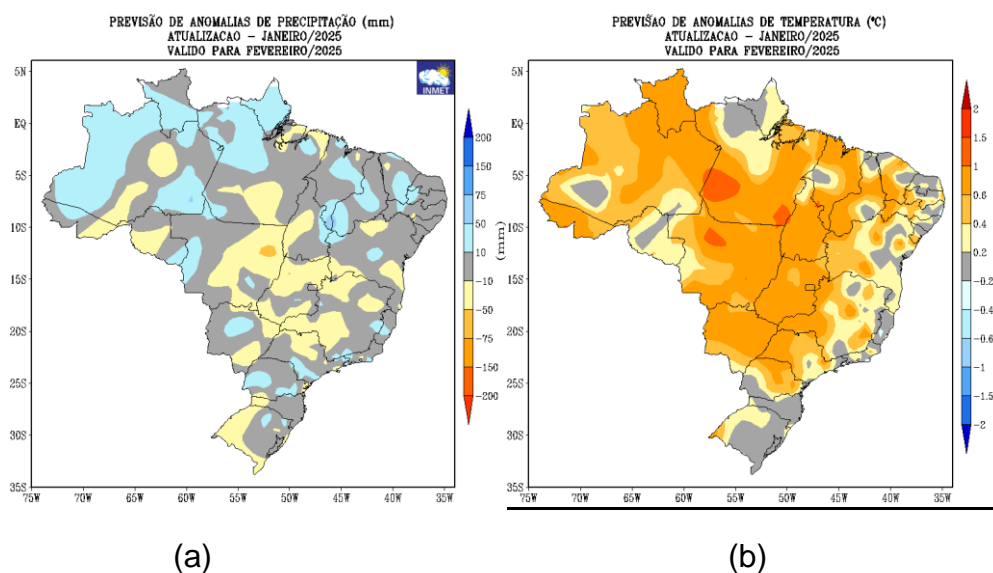 PREVISÃO DE ANOMALIAS DE PRECIPITAÇÃO (mm)
ATUALIZACAO - JANEIRO/2025
VALIDO PARA FEVEREIRO/2025
INMET
5N
EQ
5S
10S
15S
20S
25S
30S
35S
75W
70W
65W
60W
55W
50W
45W
40W
35W
200
150
75
50
10
-10
-50
-75
-150
-200
(mm)
(a)
PREVISÃO DE ANOMALIAS DE TEMPERATURA (°C)
ATUALIZACAO - JANEIRO/2025
VALIDO PARA FEVEREIRO/2025
5N
EQ
5S
10S
15S
20S
25S
30S
35S
75W
70W
65W
60W
55W
50W
45W
40W
35W
2
1.5
1
0.6
0.4
0.2
-0.2
-0.4
-0.6
-1
-1.5
-2
(b)